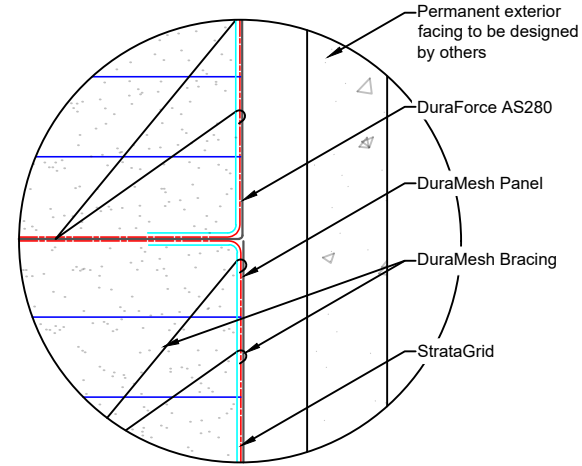 Permanent exterior
facing to be designed
by others
DuraForce AS280
DuraMesh Panel
DuraMesh Bracing
StrataGrid